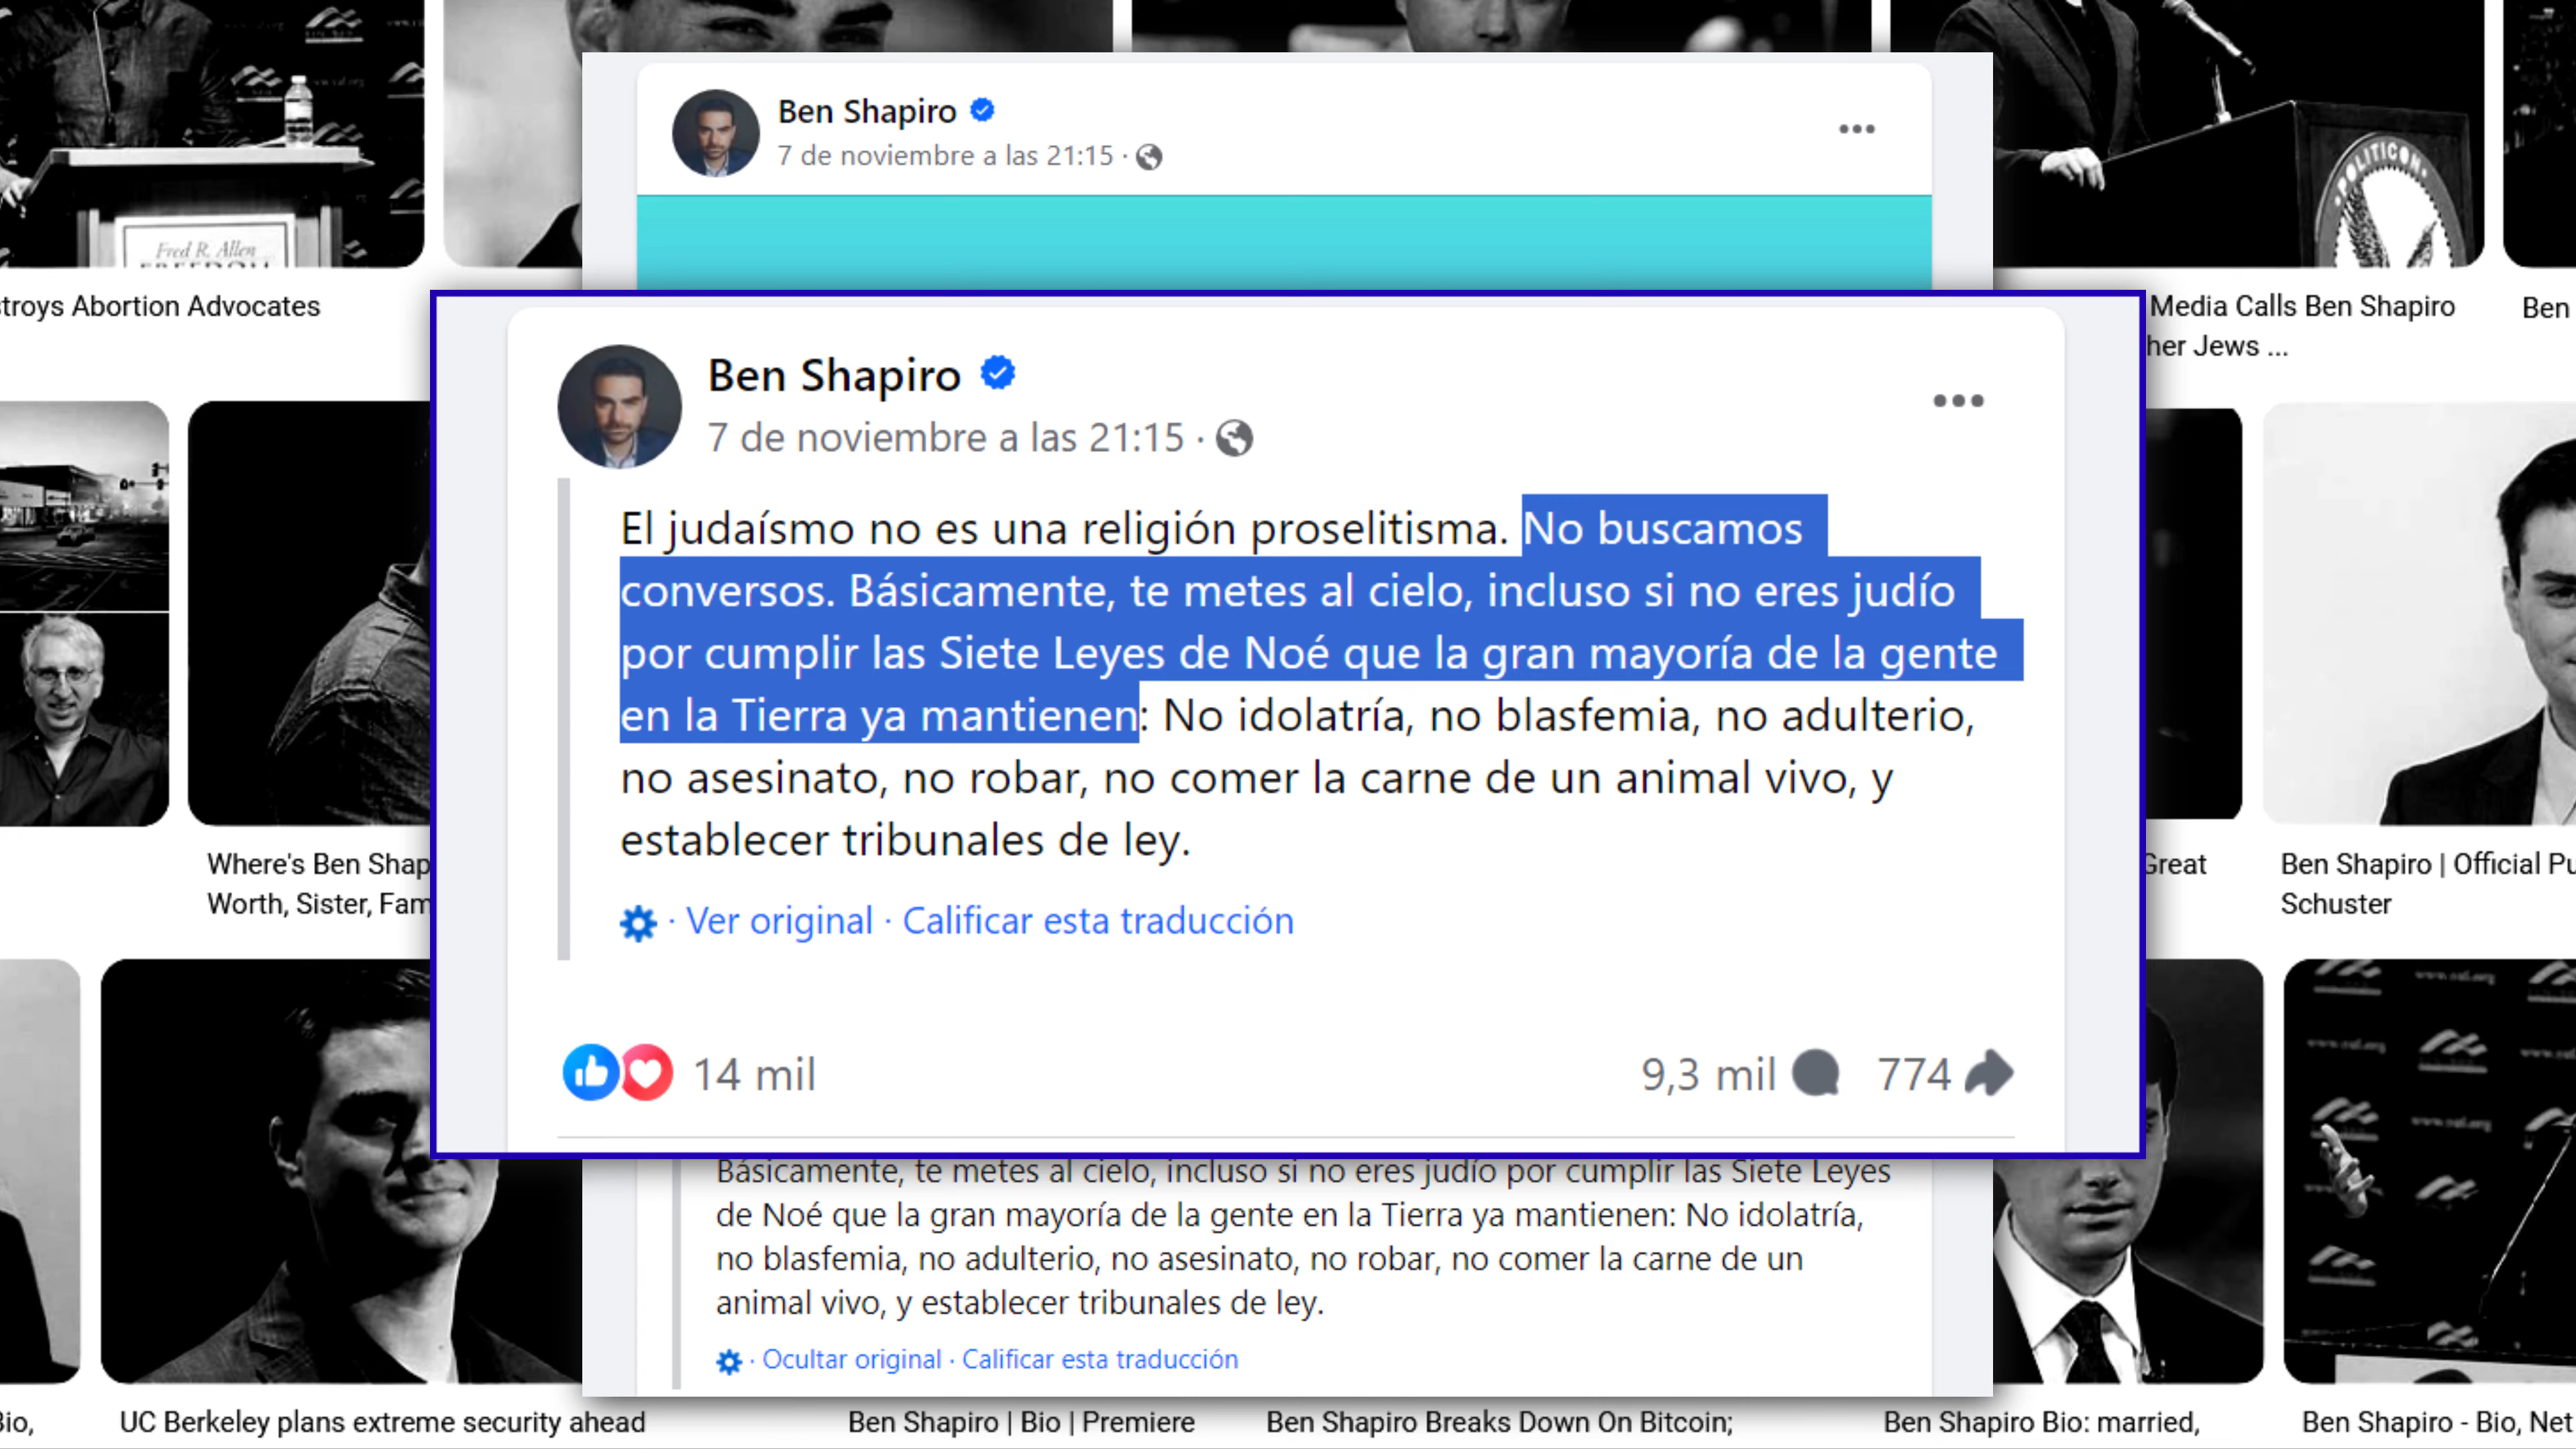 Fred R. Allen
FREEDOM
POLITICON
Ben Shapiro
7 de noviembre a las 21:15 ·
troys Abortion Advocates
Media Calls Ben Shapiro
her Jews ...
Ben
Ben Shapiro
7 de noviembre a las 21:15 ·
El judaísmo no es una religión proselitisma. No buscamos
conversos. Básicamente, te metes al cielo, incluso si no eres judío
por cumplir las Siete Leyes de Noé que la gran mayoría de la gente
en la Tierra ya mantienen: No idolatría, no blasfemia, no adulterio,
no asesinato, no robar, no comer la carne de un animal vivo, y
establecer tribunales de ley.
· Ver original · Calificar esta traducción
14 mil
9,3 mil
774
Where's Ben Shap
Worth, Sister, Fam
Great
Ben Shapiro | Official Pu
Schuster
Básicamente, te metes al cielo, incluso si no eres judío por cumplir las Siete Leyes
de Noé que la gran mayoría de la gente en la Tierra ya mantienen: No idolatría,
no blasfemia, no adulterio, no asesinato, no robar, no comer la carne de un
animal vivo, y establecer tribunales de ley.
· Ocultar original · Calificar esta traducción
Bio,
UC Berkeley plans extreme security ahead
Ben Shapiro | Bio | Premiere
Ben Shapiro Breaks Down On Bitcoin;
Ben Shapiro Bio: married,
Ben Shapiro - Bio, Net